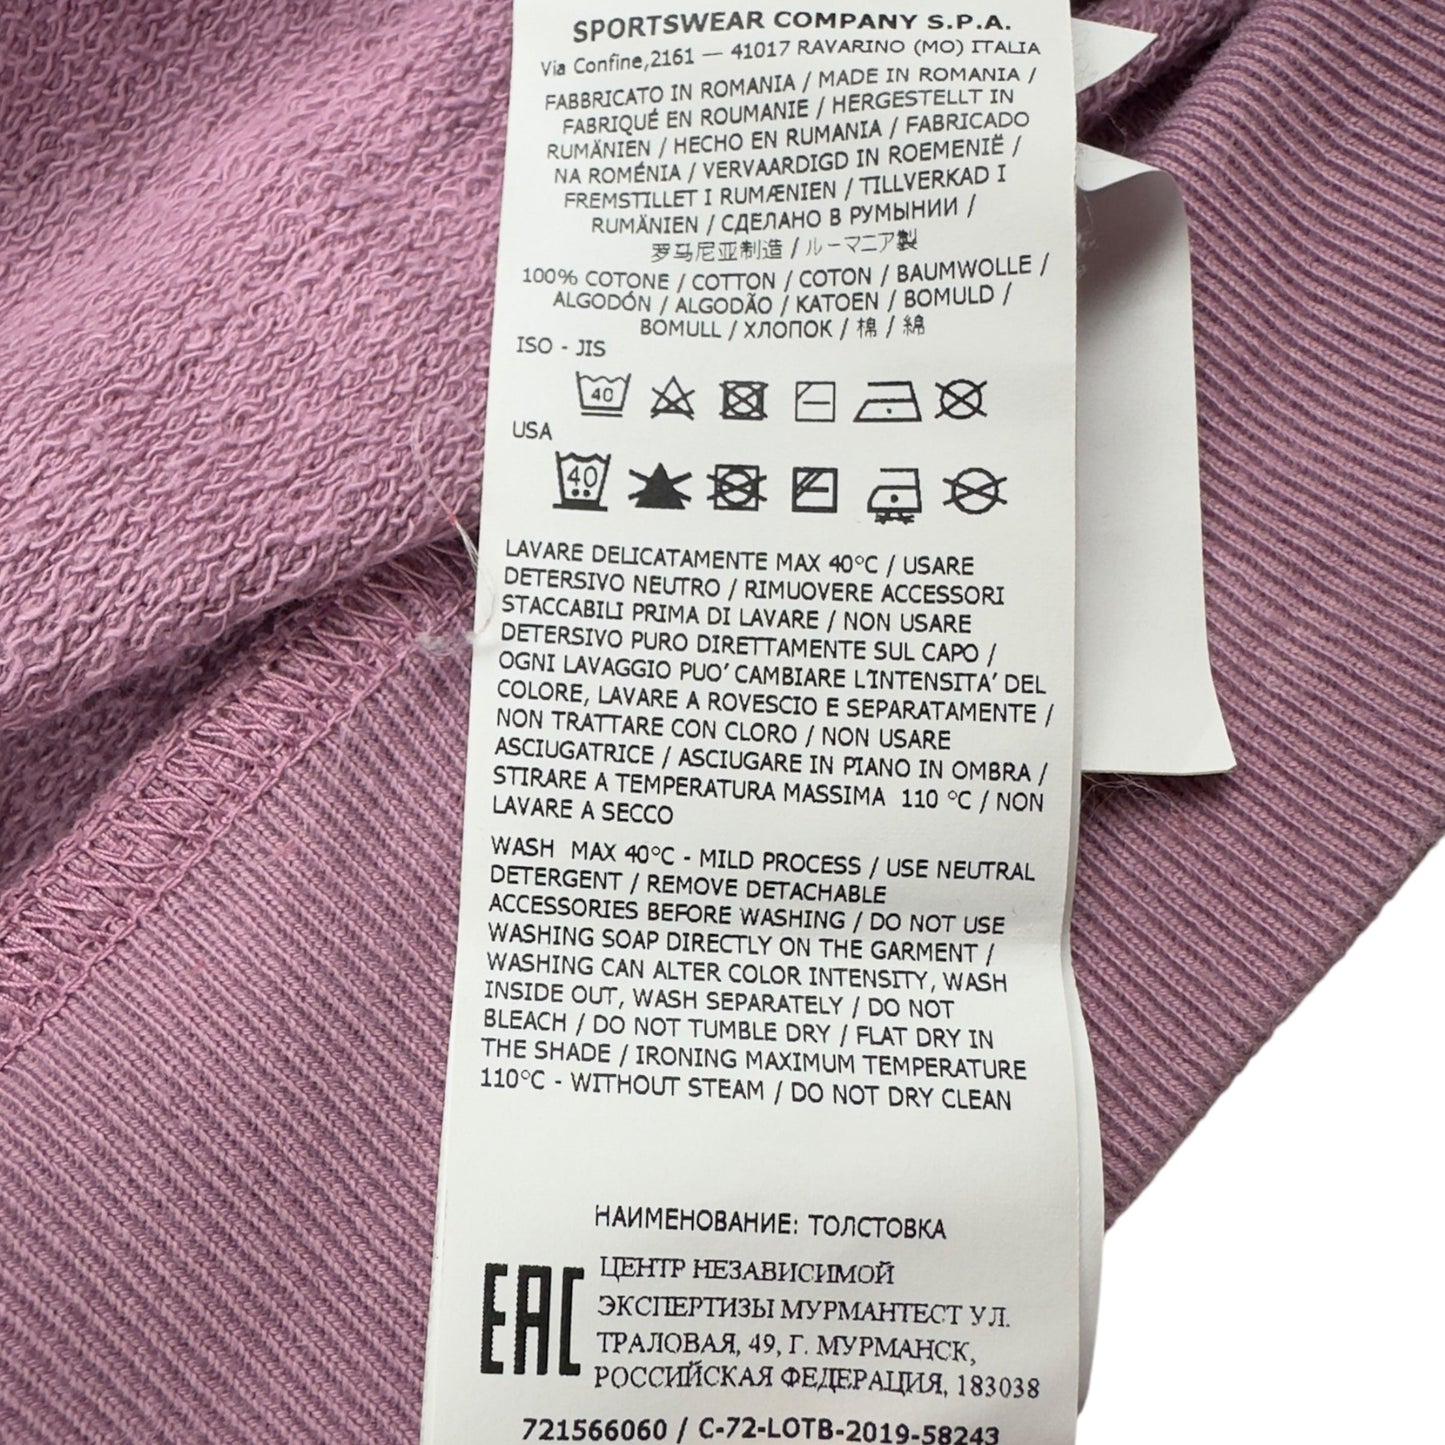 SPORTSWEAR COMPANY S.P.A.
Via Confine,2161 — 41017 RAVARINO (MO) ITALIA
FABBRICATO IN ROMANIA / MADE IN ROMANIA /
FABRIQUÉ EN ROUMANIE / HERGESTELLT IN
RUMÄNIEN / HECHO EN RUMANIA / FABRICADO
NA ROMÉNIA / VERVAARDIGD IN ROEMENIË /
FREMSTILLET I RUMÆNIEN / TILLVERKAD I
RUMÄNIEN / СДЕЛАНО В РУМЫНИИ /
罗马尼亚制造 / ルーマニア製
100% COTONE / COTTON / COTON / BAUMWOLLE /
ALGODÓN / ALGODÃO / KATOEN / BOMULD /
BOMULL / ХЛОПОК / 棉 / 綿
ISO - JIS
40
USA
40
LAVARE DELICATAMENTE MAX 40°C / USARE
DETERSIVO NEUTRO / RIMUOVERE ACCESSORI
STACCABILI PRIMA DI LAVARE / NON USARE
DETERSIVO PURO DIRETTAMENTE SUL CAPO /
OGNI LAVAGGIO PUO' CAMBIARE L'INTENSITA' DEL
COLORE, LAVARE A ROVESCIO E SEPARATAMENTE /
NON TRATTARE CON CLORO / NON USARE
ASCIUGATRICE / ASCIUGARE IN PIANO IN OMBRA /
STIRARE A TEMPERATURA MASSIMA 110 °C / NON
LAVARE A SECCO
WASH MAX 40°C - MILD PROCESS / USE NEUTRAL
DETERGENT / REMOVE DETACHABLE
ACCESSORIES BEFORE WASHING / DO NOT USE
WASHING SOAP DIRECTLY ON THE GARMENT /
WASHING CAN ALTER COLOR INTENSITY, WASH
INSIDE OUT, WASH SEPARATELY / DO NOT
BLEACH / DO NOT TUMBLE DRY / FLAT DRY IN
THE SHADE / IRONING MAXIMUM TEMPERATURE
110°C - WITHOUT STEAM / DO NOT DRY CLEAN
НАИМЕНОВАНИЕ: ТОЛСТОВКА
EAC
ЦЕНТР НЕЗАВИСИМОЙ
ЭКСПЕРТИЗЫ МУРМАНТЕСТ УЛ.
ТРАЛОВАЯ, 49, Г. МУРМАНСК,
РОССИЙСКАЯ ФЕДЕРАЦИЯ, 183038
721566060 / C-72-LOTB-2019-58243